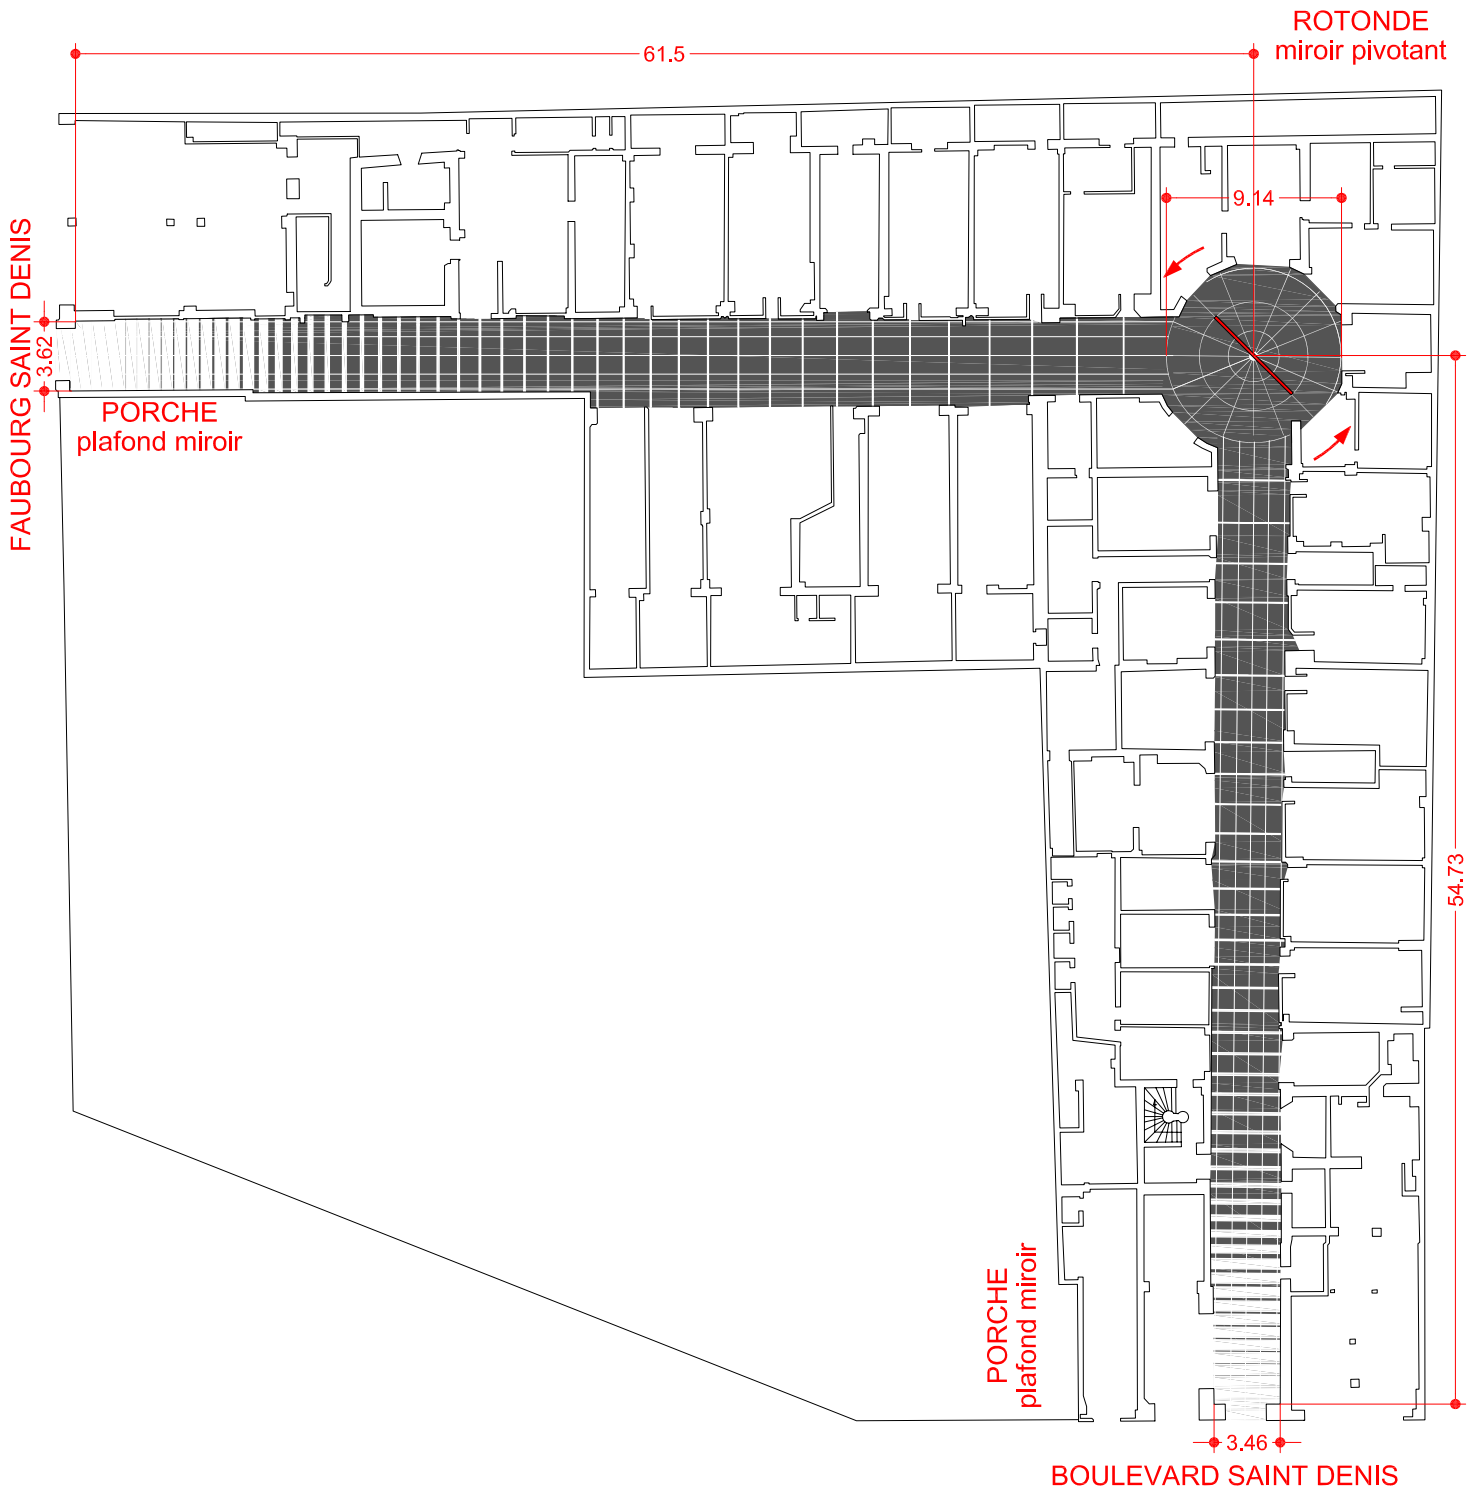 ROTONDE
miroir pivotant
61.5
9.14
FAUBOURG SAINT DENIS
3.62
PORCHE
plafond miroir
54.73
PORCHE
plafond miroir
3.46
BOULEVARD SAINT DENIS